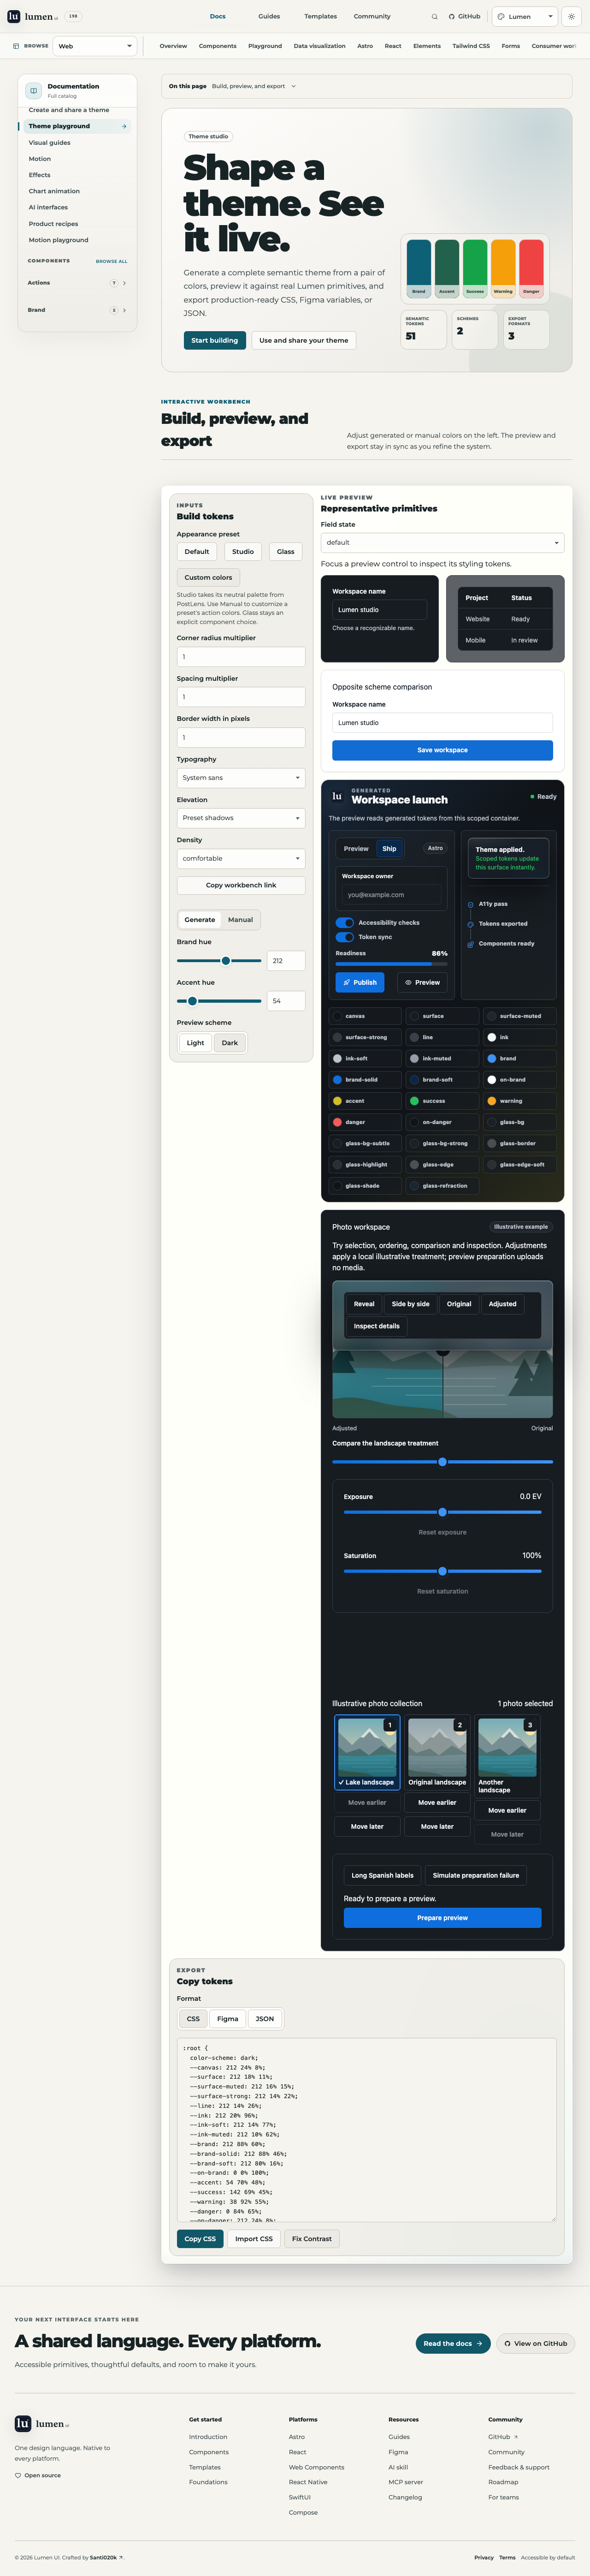 lu lumen ui 198
Docs Guides Templates Community
GitHub Lumen
BROWSE Web
Overview Components Playground Data visualization Astro React Elements Tailwind CSS Forms
Documentation
Full catalog
Create and share a theme
Theme playground
Visual guides
Motion
Effects
Chart animation
AI interfaces
Product recipes
Motion playground
COMPONENTS BROWSE ALL
Actions 7
Brand 5
On this page Build, preview, and export
Theme studio
Shape a
theme. See
it live.
Generate a complete semantic theme from a pair of
colors, preview it against real Lumen primitives, and
export production-ready CSS, Figma variables, or
JSON.
Start building Use and share your theme
Brand Accent Success Warning Danger
SEMANTIC TOKENS
51
SCHEMES
2
EXPORT FORMATS
3
INTERACTIVE WORKBENCH
Build, preview, and
export
Adjust generated or manual colors on the left. The preview and
export stay in sync as you refine the system.
INPUTS
Build tokens
Appearance preset
Default Studio Glass
Custom colors
Studio takes its neutral palette from
PostLens. Use Manual to customize a
preset's action colors. Glass stays an
explicit component choice.
Corner radius multiplier
1
Spacing multiplier
1
Border width in pixels
1
Typography
System sans
Elevation
Preset shadows
Density
comfortable
Copy workbench link
Generate Manual
Brand hue
212
Accent hue
54
Preview scheme
Light Dark
LIVE PREVIEW
Representative primitives
Field state
default
Focus a preview control to inspect its styling tokens.
Workspace name
Lumen studio
Choose a recognizable name.
Project Status
Website Ready
Mobile In review
Opposite scheme comparison
Workspace name
Lumen studio
Save workspace
lu
GENERATED
Workspace launch
Ready
The preview reads generated tokens from this scoped container.
Preview Ship Astro
Workspace owner
you@example.com
Accessibility checks
Token sync
Readiness 86%
Publish Preview
Theme applied.
Scoped tokens update
this surface instantly.
A11y pass
Tokens exported
Components ready
canvas surface surface-muted
surface-strong line ink
ink-soft ink-muted brand
brand-solid brand-soft on-brand
accent success warning
danger on-danger glass-bg
glass-bg-subtle glass-bg-strong glass-border
glass-highlight glass-edge glass-edge-soft
glass-shade glass-refraction
Photo workspace Illustrative example
Try selection, ordering, comparison and inspection. Adjustments
apply a local illustrative treatment; preview preparation uploads
no media.
Reveal Side by side Original Adjusted
Inspect details
Adjusted Original
Compare the landscape treatment
Exposure 0.0 EV
Reset exposure
Saturation 100%
Reset saturation
Illustrative photo collection 1 photo selected
1 2 3
✓ Lake landscape Original landscape Another landscape
Move earlier Move earlier Move earlier
Move later Move later Move later
Long Spanish labels Simulate preparation failure
Ready to prepare a preview.
Prepare preview
EXPORT
Copy tokens
Format
CSS Figma JSON
:root {
color-scheme: dark;
--canvas: 212 24% 8%;
--surface: 212 18% 11%;
--surface-muted: 212 16% 15%;
--surface-strong: 212 14% 22%;
--line: 212 14% 26%;
--ink: 212 20% 96%;
--ink-soft: 212 14% 77%;
--ink-muted: 212 10% 62%;
--brand: 212 88% 60%;
--brand-solid: 212 88% 46%;
--brand-soft: 212 80% 16%;
--on-brand: 0 0% 100%;
--accent: 54 70% 48%;
--success: 142 69% 45%;
--warning: 38 92% 55%;
--danger: 0 84% 65%;
--on-danger: 212 24% 8%;
Copy CSS Import CSS Fix Contrast
YOUR NEXT INTERFACE STARTS HERE
A shared language. Every platform.
Accessible primitives, thoughtful defaults, and room to make it yours.
Read the docs View on GitHub
lu lumen ui
One design language. Native to
every platform.
Open source
Get started
Introduction
Components
Templates
Foundations
Platforms
Astro
React
Web Components
React Native
SwiftUI
Compose
Resources
Guides
Figma
AI skill
MCP server
Changelog
Community
GitHub
Community
Feedback & support
Roadmap
For teams
© 2026 Lumen UI. Crafted by Santi020k.
Privacy Terms Accessible by default